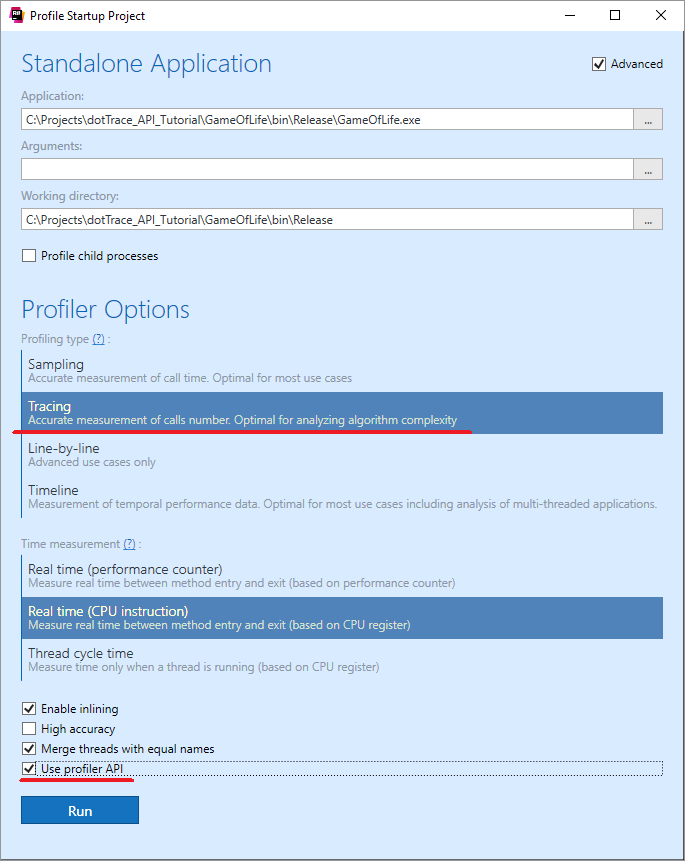 Profile Startup Project
Standalone Application
Advanced
Application:
C:\Projects\dotTrace_API_Tutorial\GameOfLife\bin\Release\GameOfLife.exe
...
Arguments:
...
Working directory:
C:\Projects\dotTrace_API_Tutorial\GameOfLife\bin\Release
...
Profile child processes
Profiler Options
Profiling type (?) :
Sampling
Accurate measurement of call time. Optimal for most use cases
Tracing
Accurate measurement of calls number. Optimal for analyzing algorithm complexity
Line-by-line
Advanced use cases only
Timeline
Measurement of temporal performance data. Optimal for most use cases including analysis of multi-threaded applications.
Time measurement (?) :
Real time (performance counter)
Measure real time between method entry and exit (based on performance counter)
Real time (CPU instruction)
Measure real time between method entry and exit (based on CPU register)
Thread cycle time
Measure time only when a thread is running (based on CPU register)
Enable inlining
High accuracy
Merge threads with equal names
Use profiler API
Run